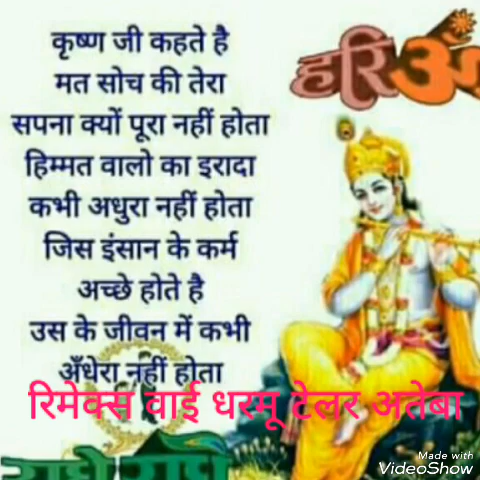 कृष्ण जी कहते है
हरि ॐ
मत सोच की तेरा
सपना क्यों पूरा नहीं होता
हिम्मत वालो का इरादा
कभी अधुरा नहीं होता
जिस इंसान के कर्म
अच्छे होते है
उस के जीवन में कभी
अँधेरा नहीं होता
रिमेक्स वाई धरमू टेलर अतेबा
राधे राधे
Made with
VideoShow